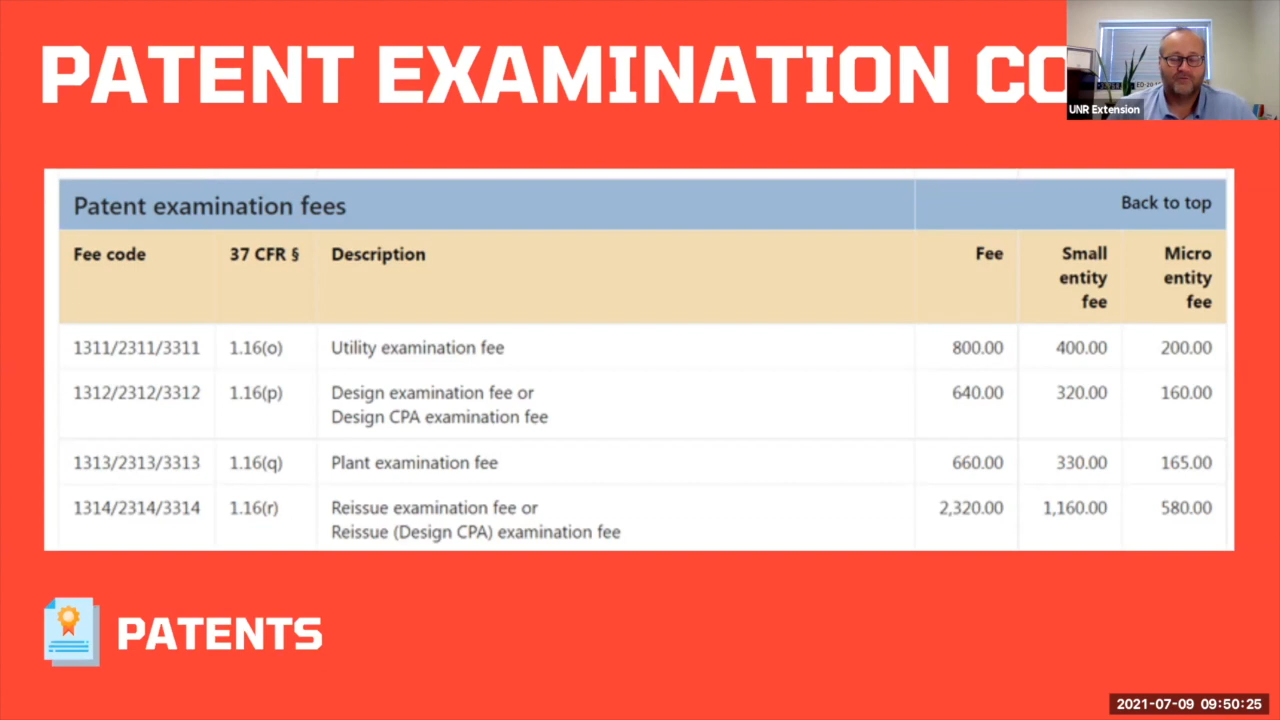 PATENT EXAMINATION CO
UNR Extension
Patent examination fees Back to top
Fee code 37 CFR § Description Fee Small entity fee Micro entity fee
1311/2311/3311 1.16(o) Utility examination fee 800.00 400.00 200.00
1312/2312/3312 1.16(p) Design examination fee or 640.00 320.00 160.00
Design CPA examination fee
1313/2313/3313 1.16(q) Plant examination fee 660.00 330.00 165.00
1314/2314/3314 1.16(r) Reissue examination fee or 2,320.00 1,160.00 580.00
Reissue (Design CPA) examination fee
PATENTS
2021-07-09 09:50:25